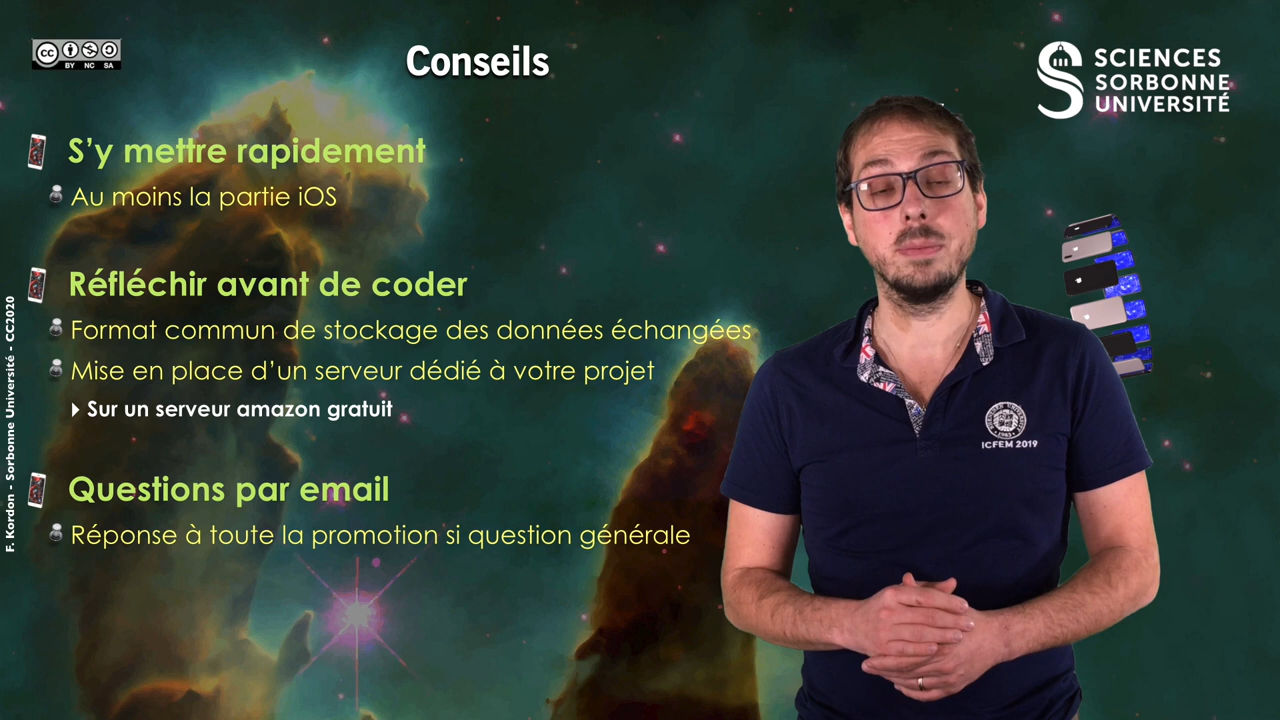 Conseils
SCIENCES
SORBONNE
UNIVERSITÉ
CC BY NC SA
S'y mettre rapidement
Au moins la partie iOS
Réfléchir avant de coder
Format commun de stockage des données échangées
Mise en place d'un serveur dédié à votre projet
Sur un serveur amazon gratuit
Questions par email
Réponse à toute la promotion si question générale
F. Kordon - Sorbonne Université - CC2020
ICFEM 2019